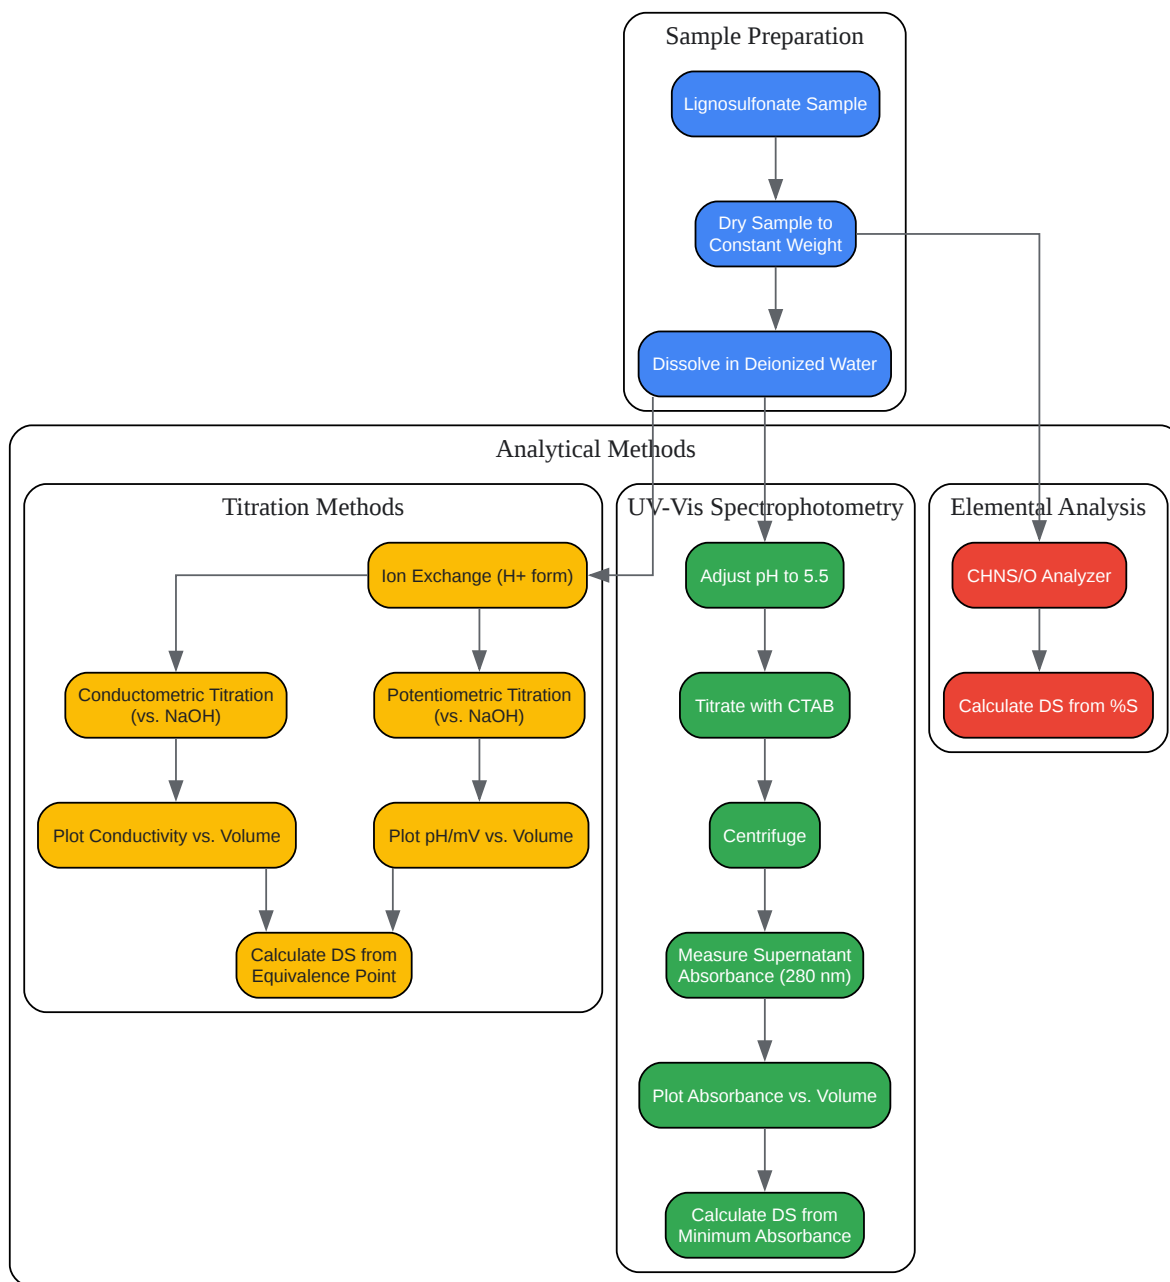 Sample Preparation
Lignosulfonate Sample
Dry Sample to
Constant Weight
Dissolve in Deionized Water
Analytical Methods
Titration Methods
Ion Exchange (H+ form)
Conductometric Titration
(vs. NaOH)
Potentiometric Titration
(vs. NaOH)
Plot Conductivity vs. Volume
Plot pH/mV vs. Volume
Calculate DS from
Equivalence Point
UV-Vis Spectrophotometry
Adjust pH to 5.5
Titrate with CTAB
Centrifuge
Measure Supernatant
Absorbance (280 nm)
Plot Absorbance vs. Volume
Calculate DS from
Minimum Absorbance
Elemental Analysis
CHNS/O Analyzer
Calculate DS from %S